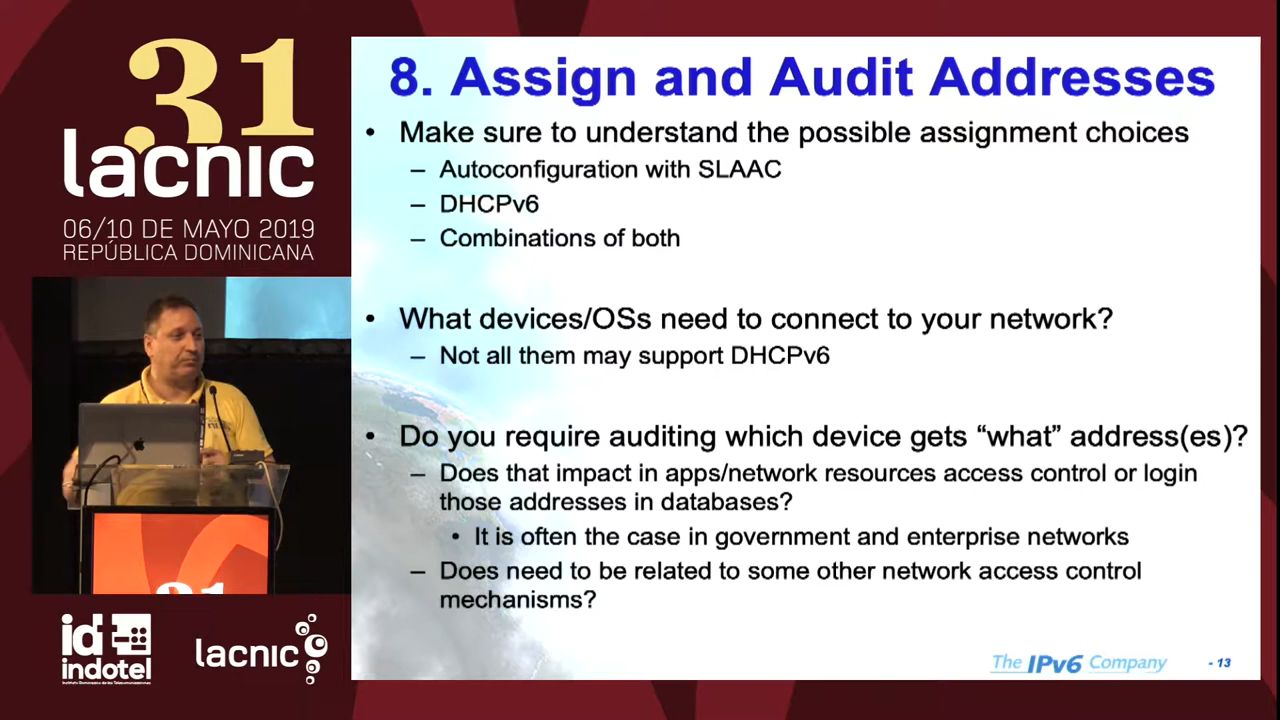 31
lacnic
06/10 DE MAYO 2019
REPÚBLICA DOMINICANA
8. Assign and Audit Addresses
• Make sure to understand the possible assignment choices
– Autoconfiguration with SLAAC
– DHCPv6
– Combinations of both
• What devices/OSs need to connect to your network?
– Not all them may support DHCPv6
• Do you require auditing which device gets “what” address(es)?
– Does that impact in apps/network resources access control or login
those addresses in databases?
• It is often the case in government and enterprise networks
– Does need to be related to some other network access control
mechanisms?
The IPv6 Company
- 13
31
id
indotel
lacnic